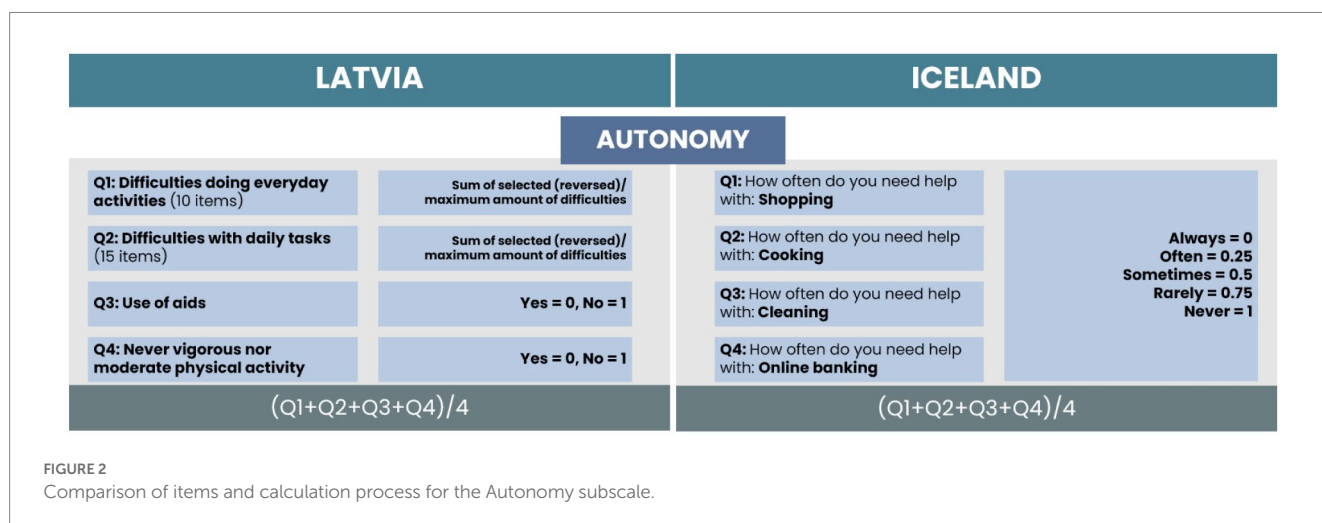 LATVIA
ICELAND
AUTONOMY
Q1: Difficulties doing everyday
activities (10 items)
Sum of selected (reversed)/
maximum amount of difficulties
Q2: Difficulties with daily tasks
(15 items)
Sum of selected (reversed)/
maximum amount of difficulties
Q3: Use of aids
Yes = 0, No = 1
Q4: Never vigorous nor
moderate physical activity
Yes = 0, No = 1
(Q1+Q2+Q3+Q4)/4
Q1: How often do you need help
with: Shopping
Q2: How often do you need help
with: Cooking
Q3: How often do you need help
with: Cleaning
Q4: How often do you need help
with: Online banking
Always = 0
Often = 0.25
Sometimes = 0.5
Rarely = 0.75
Never = 1
(Q1+Q2+Q3+Q4)/4
FIGURE 2
Comparison of items and calculation process for the Autonomy subscale.